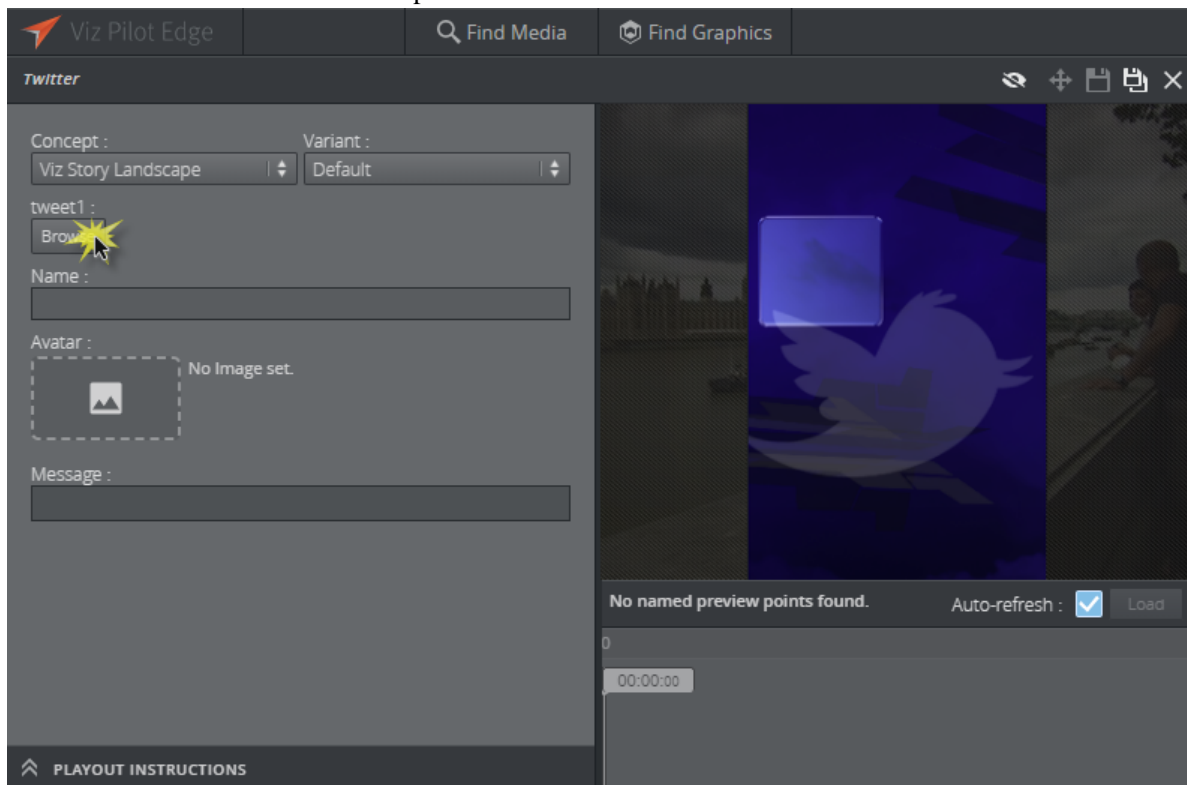 Viz Pilot Edge
Find Media
Find Graphics
Twitter
Concept :
Variant :
Viz Story Landscape
Default
tweet1 :
Name :
Avatar :
No Image set.
Message :
No named preview points found.
Auto-refresh :
Load
0
00:00:00
PLAYOUT INSTRUCTIONS